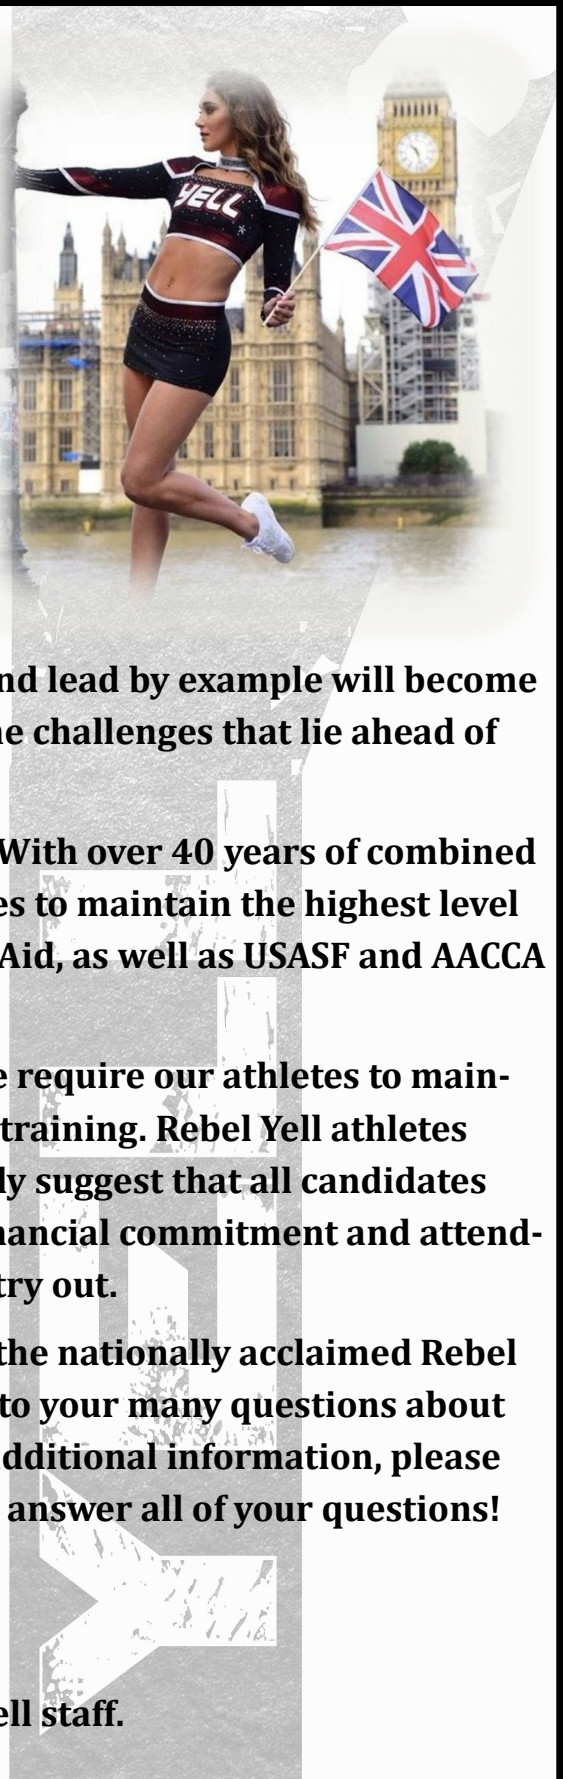 YELL
nd lead by example will become
e challenges that lie ahead of
With over 40 years of combined
es to maintain the highest level
Aid, as well as USASF and AACCA
e require our athletes to main-
training. Rebel Yell athletes
ly suggest that all candidates
nancial commitment and attend-
try out.
the nationally acclaimed Rebel
to your many questions about
dditional information, please
answer all of your questions!
ell staff.
YELL